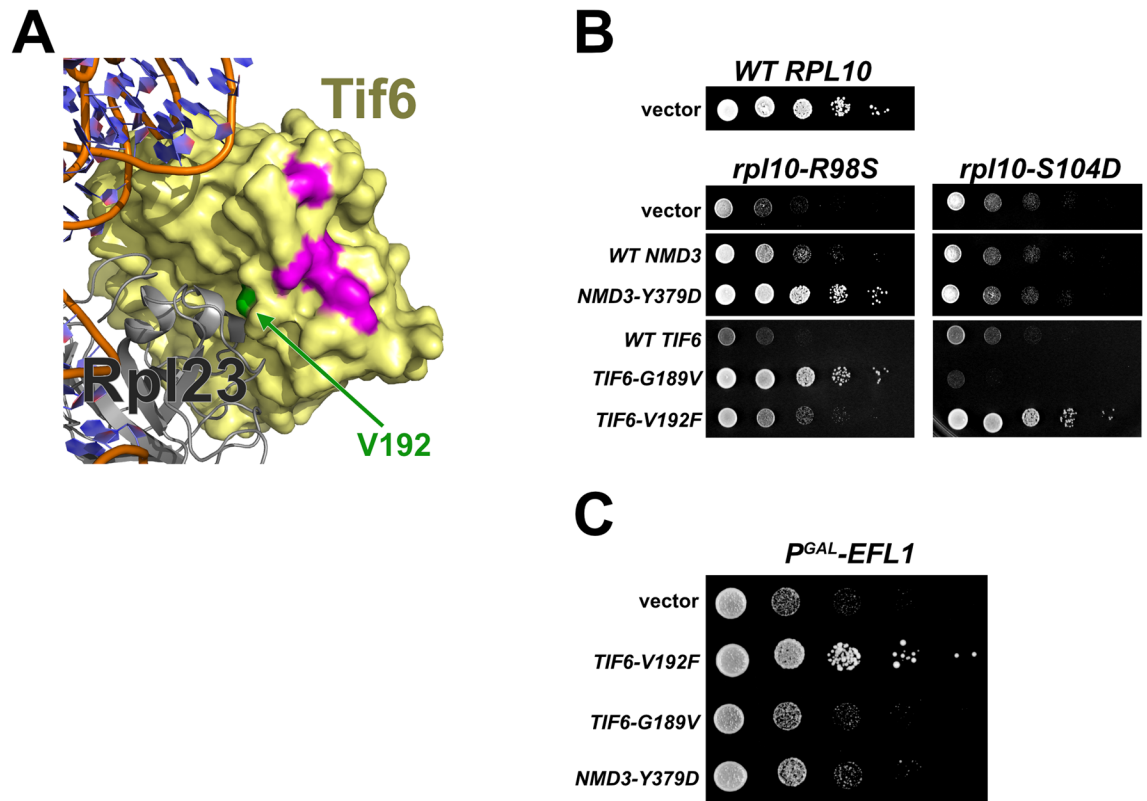 A
Tif6
Rpl23
V192
B
WT RPL10
vector
rpl10-R98S
rpl10-S104D
vector
WT NMD3
NMD3-Y379D
WT TIF6
TIF6-G189V
TIF6-V192F
C
PGAL-EFL1
vector
TIF6-V192F
TIF6-G189V
NMD3-Y379D